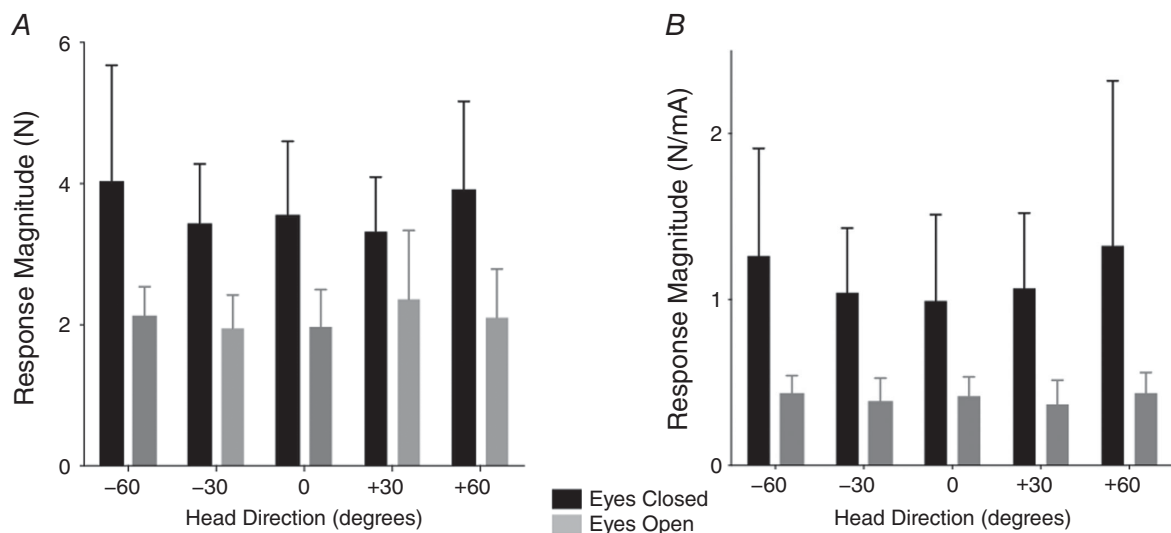 A
Response Magnitude (N)
6
4
2
0
−60
−30
0
+30
+60
Head Direction (degrees)
Eyes Closed
Eyes Open
B
Response Magnitude (N/mA)
2
1
0
−60
−30
0
+30
+60
Head Direction (degrees)